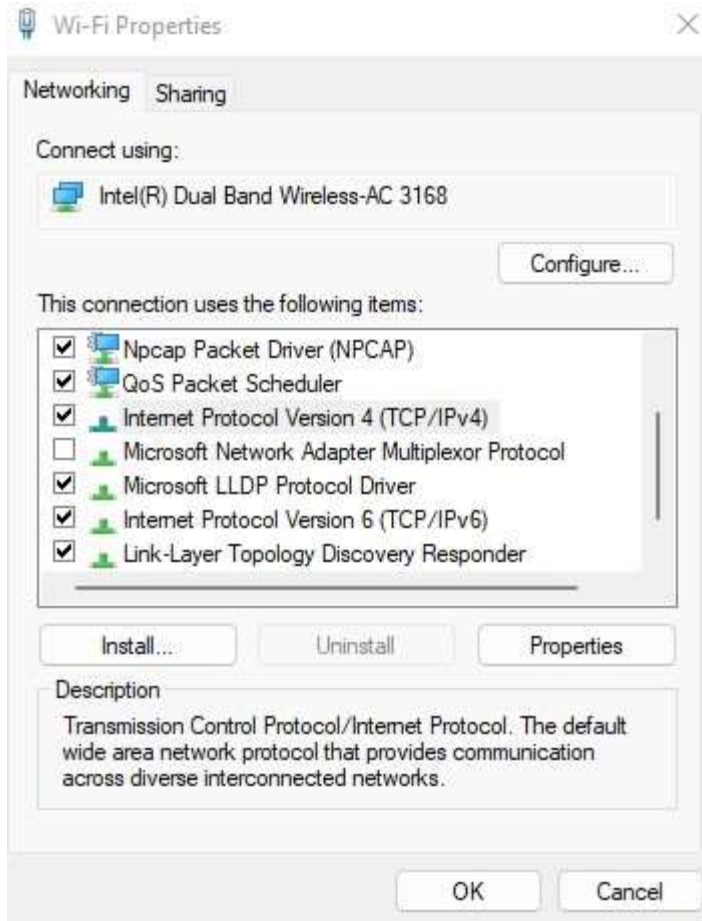 Wi-Fi Properties
Networking
Sharing
Connect using:
Intel(R) Dual Band Wireless-AC 3168
Configure...
This connection uses the following items:
Npcap Packet Driver (NPCAP)
QoS Packet Scheduler
Internet Protocol Version 4 (TCP/IPv4)
Microsoft Network Adapter Multiplexor Protocol
Microsoft LLDP Protocol Driver
Internet Protocol Version 6 (TCP/IPv6)
Link-Layer Topology Discovery Responder
Install...
Uninstall
Properties
Description
Transmission Control Protocol/Internet Protocol. The default
wide area network protocol that provides communication
across diverse interconnected networks.
OK
Cancel